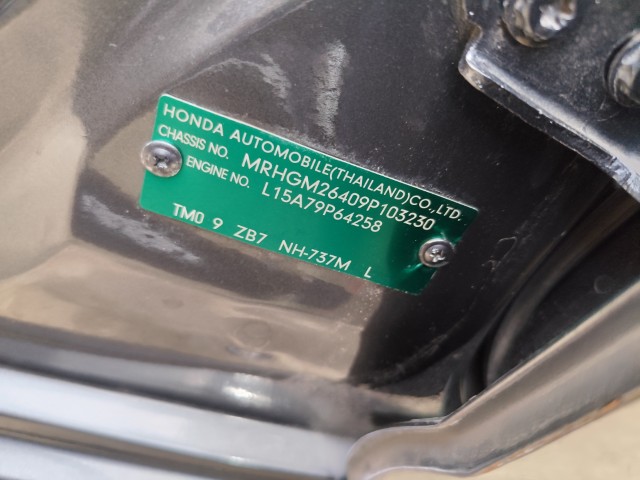 HONDA AUTOMOBILE(THAILAND)CO.,LTD.
CHASSIS NO. MRHGM26409P103230
ENGINE NO. L15A79P64258
TM0 9 ZB7 NH-737M L